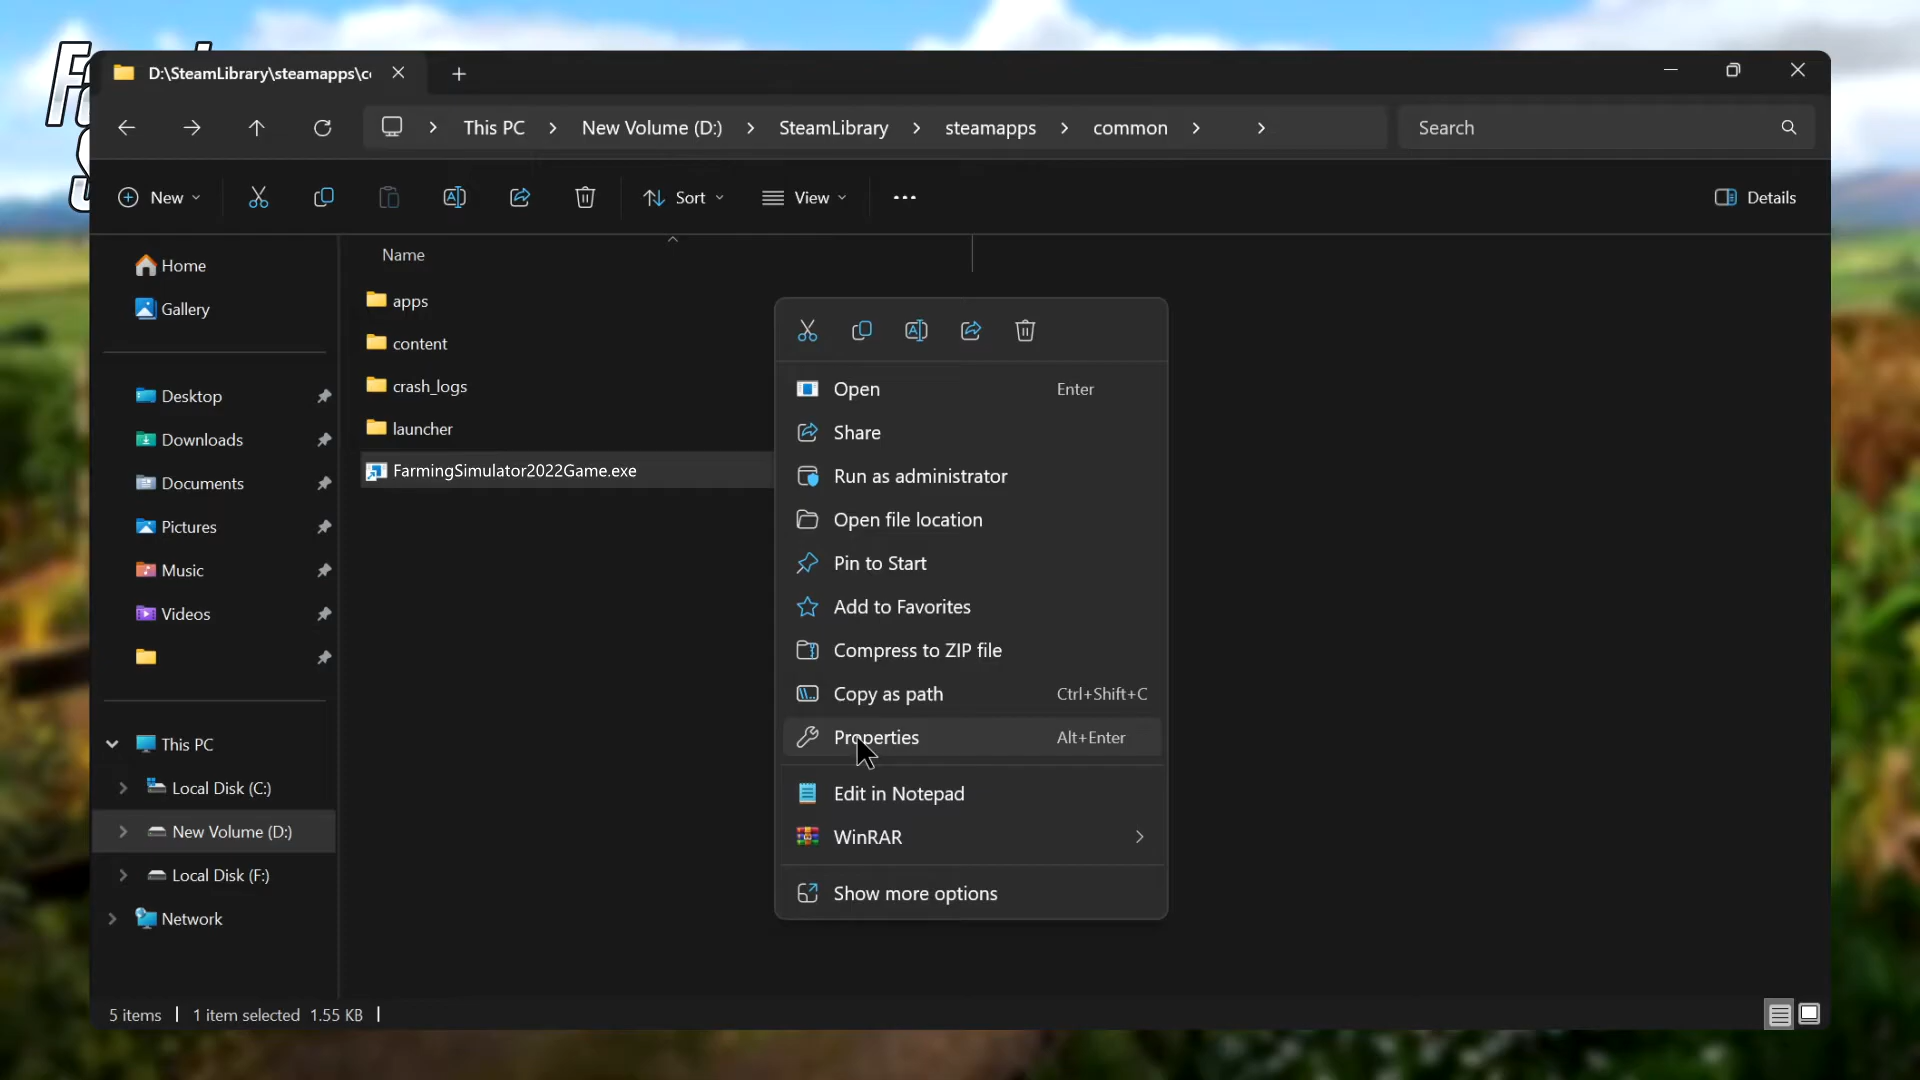 D:\SteamLibrary\steamapps\c
This PC
New Volume (D:)
SteamLibrary
steamapps
common
Search
New
Sort
View
Details
Name
Home
Gallery
Desktop
Downloads
Documents
Pictures
Music
Videos
This PC
Local Disk (C:)
New Volume (D:)
Local Disk (F:)
Network
apps
content
crash_logs
launcher
FarmingSimulator2022Game.exe
Open Enter
Share
Run as administrator
Open file location
Pin to Start
Add to Favorites
Compress to ZIP file
Copy as path Ctrl+Shift+C
Properties Alt+Enter
Edit in Notepad
WinRAR
Show more options
5 items 1 item selected 1.55 KB